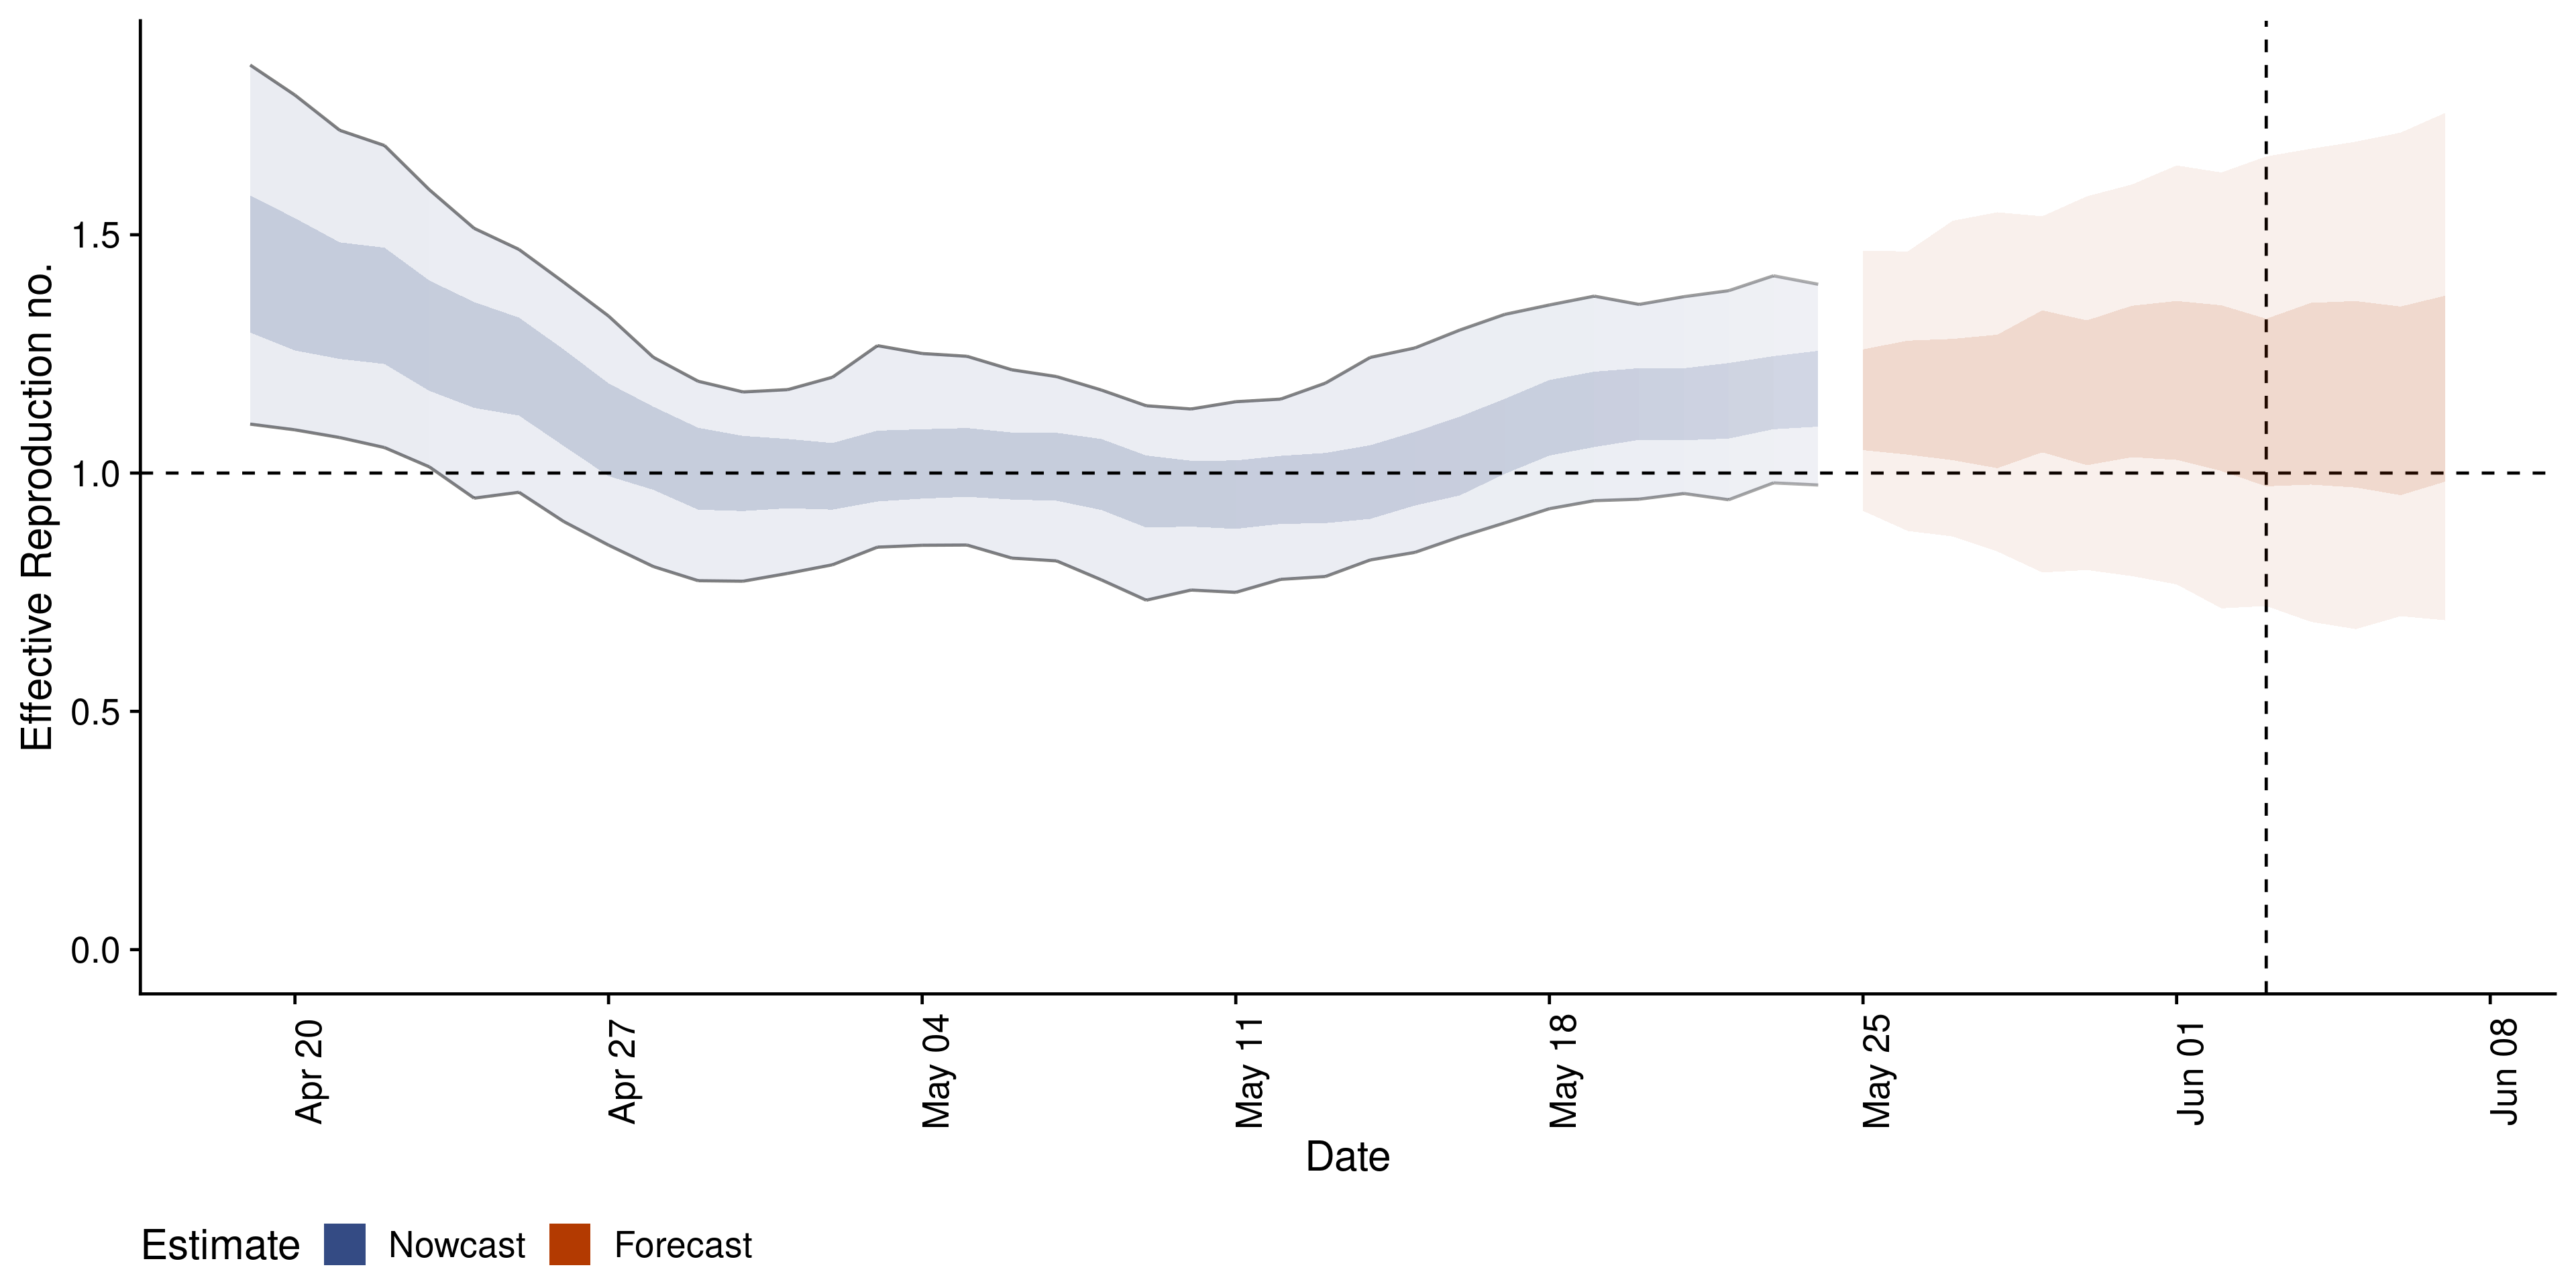 Effective Reproduction no.
1.5
1.0
0.5
0.0
Apr 20
Apr 27
May 04
May 11
May 18
May 25
Jun 01
Jun 08
Date
Estimate Nowcast Forecast